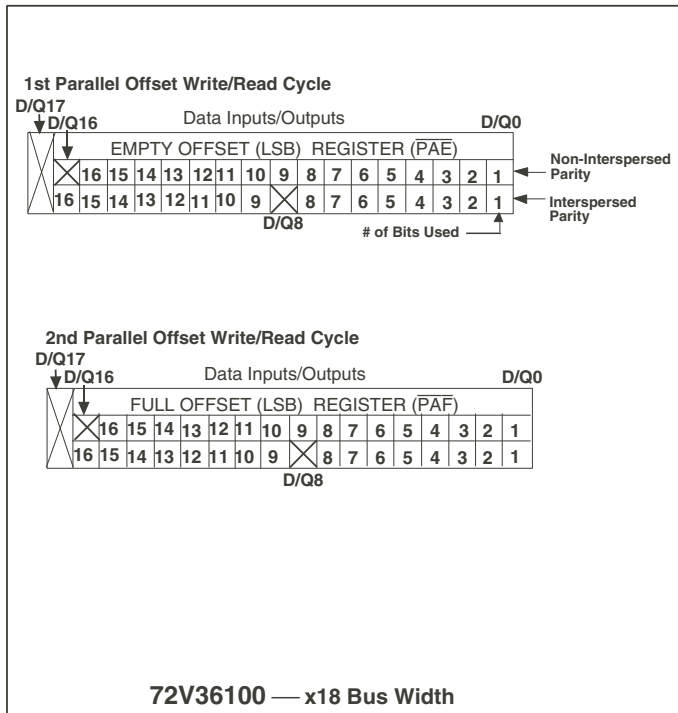 1st Parallel Offset Write/Read Cycle
D/Q17
D/Q16 Data Inputs/Outputs D/Q0
EMPTY OFFSET (LSB) REGISTER (PAE)
16 15 14 13 12 11 10 9 8 7 6 5 4 3 2 1 Non-Interspersed Parity
16 15 14 13 12 11 10 9 8 7 6 5 4 3 2 1 Interspersed Parity
D/Q8
# of Bits Used
2nd Parallel Offset Write/Read Cycle
D/Q17
D/Q16 Data Inputs/Outputs D/Q0
FULL OFFSET (LSB) REGISTER (PAF)
16 15 14 13 12 11 10 9 8 7 6 5 4 3 2 1
16 15 14 13 12 11 10 9 8 7 6 5 4 3 2 1
D/Q8
72V36100 — x18 Bus Width